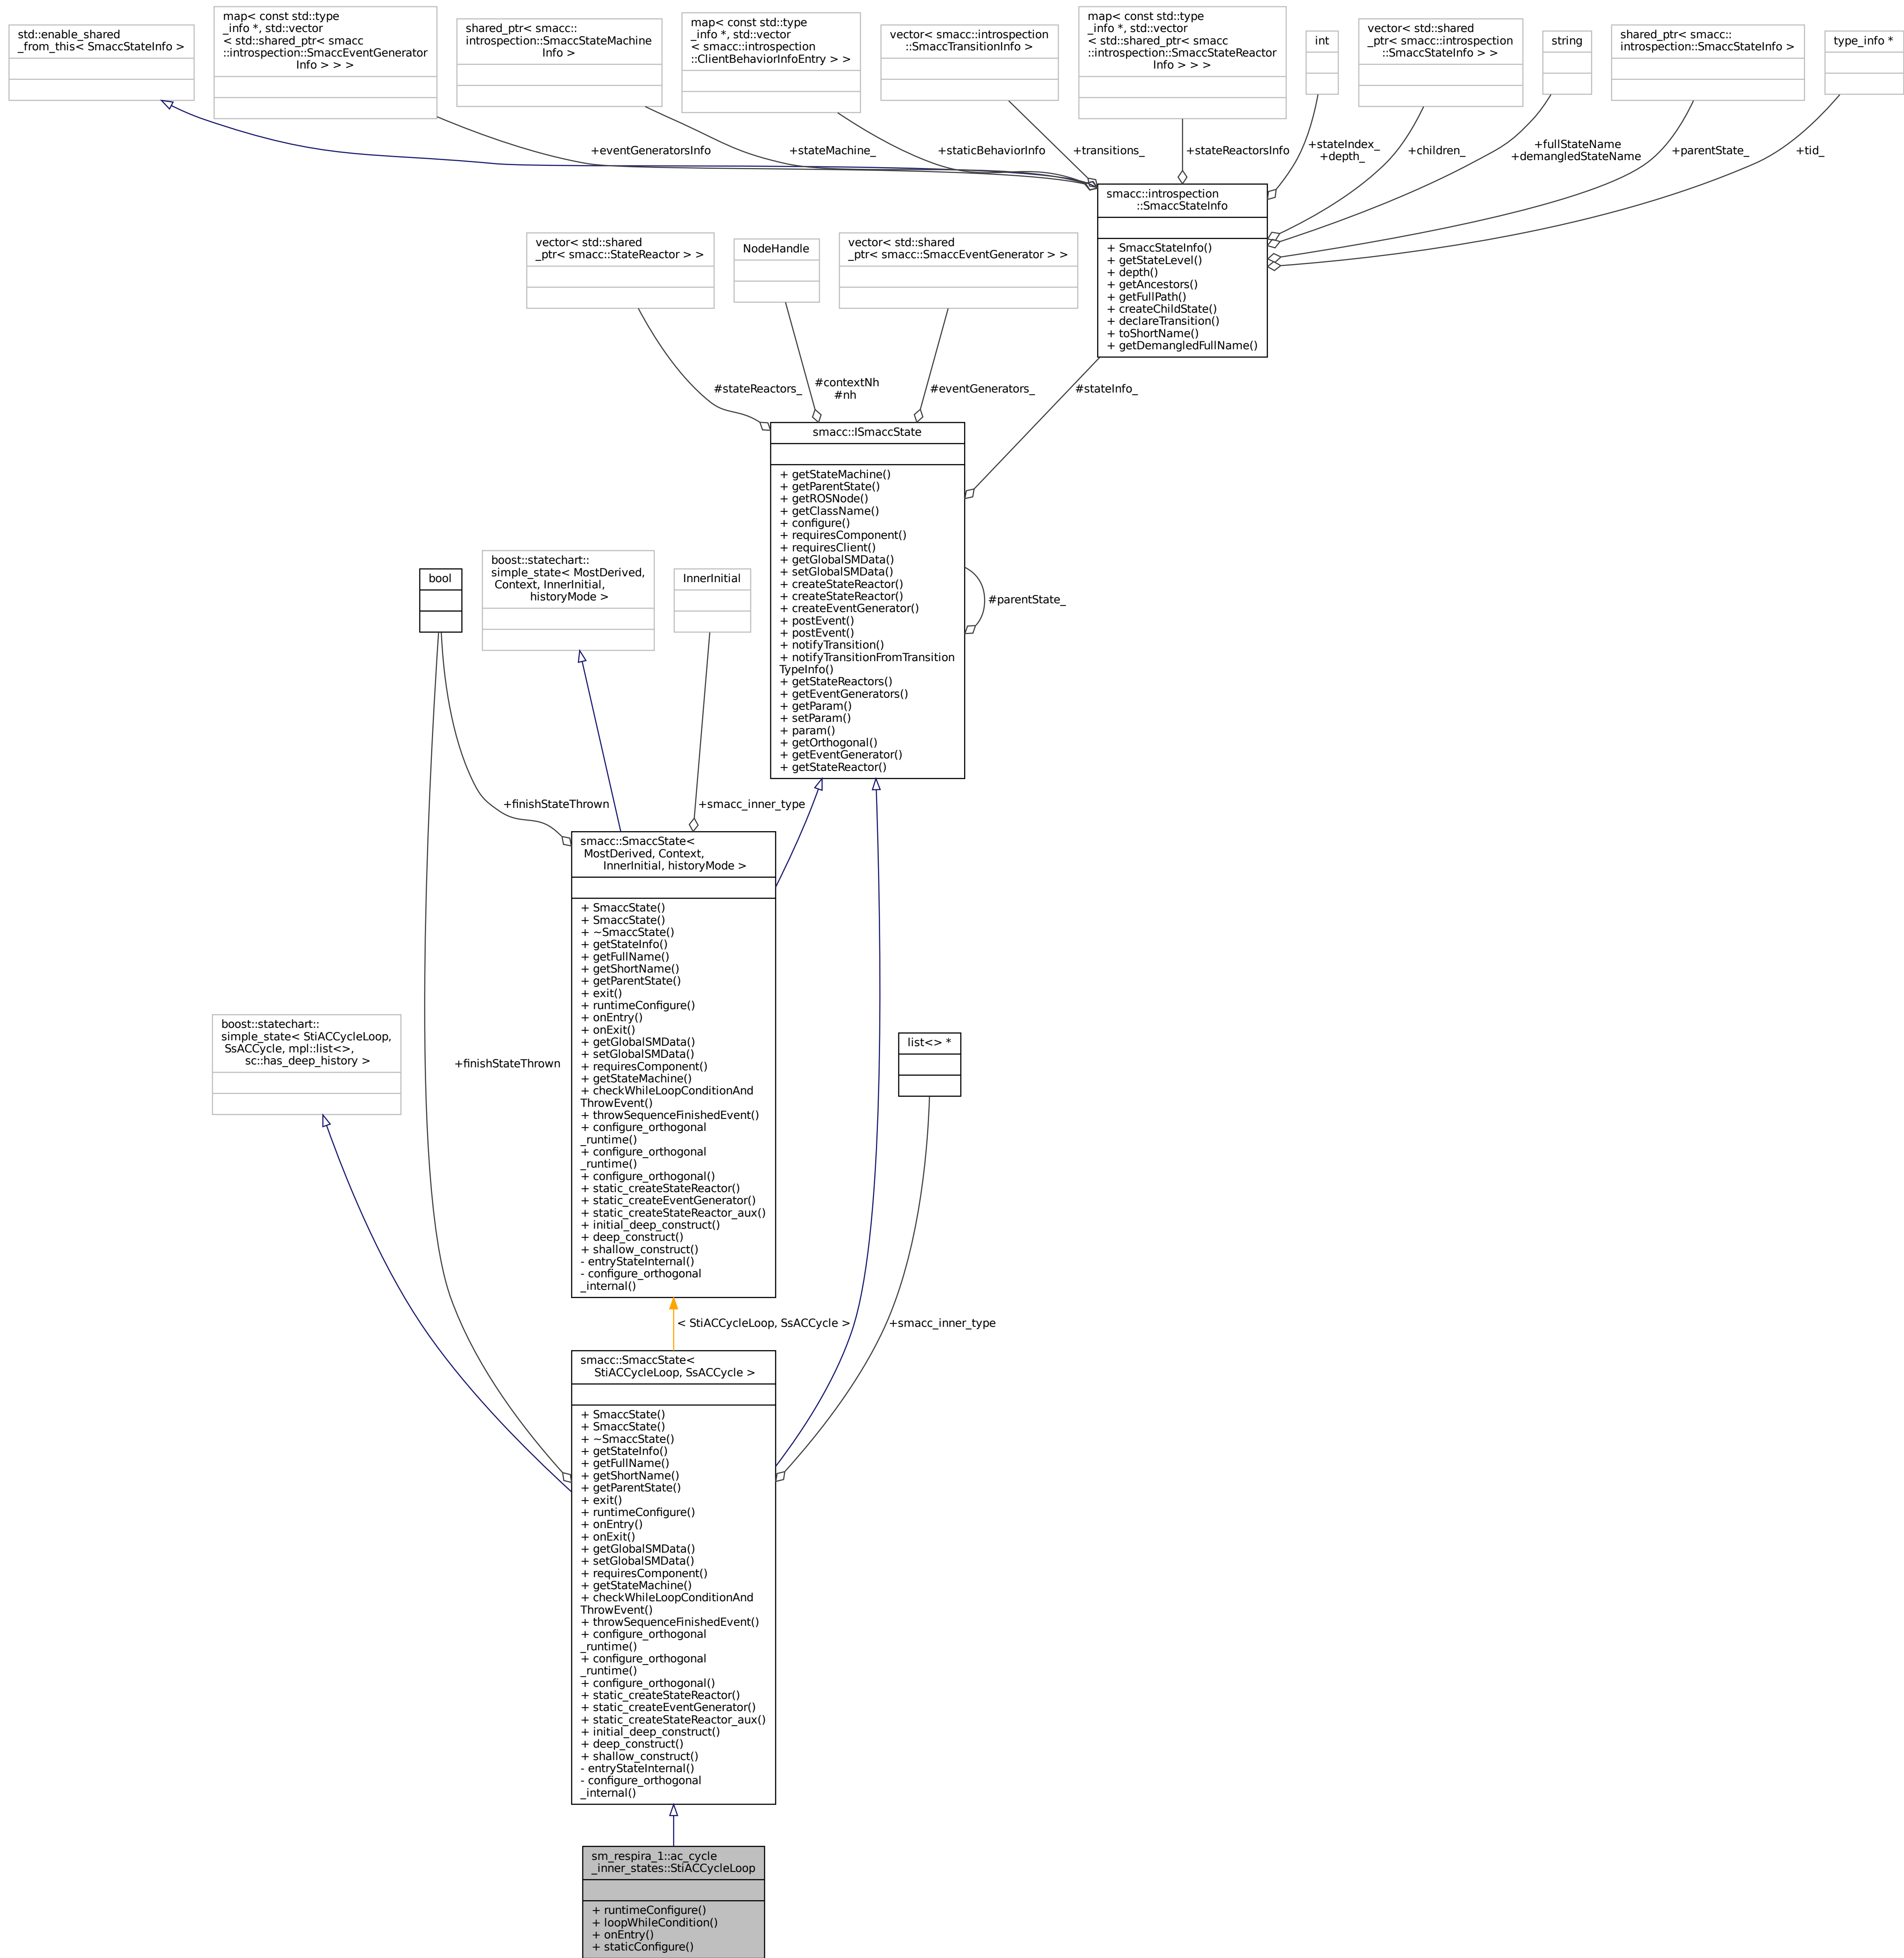 std::enable_shared
_from_this< SmaccStateInfo >
map< const std::type
_info *, std::vector
< std::shared_ptr< smacc
::introspection::SmaccEventGenerator
Info > > >
shared_ptr< smacc::
introspection::SmaccStateMachine
Info >
map< const std::type
_info *, std::vector
< smacc::introspection
::ClientBehaviorInfoEntry > >
vector< smacc::introspection
::SmaccTransitionInfo >
map< const std::type
_info *, std::vector
< std::shared_ptr< smacc
::introspection::SmaccStateReactor
Info > > >
int
vector< std::shared
_ptr< smacc::introspection
::SmaccStateInfo > >
string
shared_ptr< smacc::
introspection::SmaccStateInfo >
type_info *
+eventGeneratorsInfo
+stateMachine_
+staticBehaviorInfo
+transitions_
+stateReactorsInfo
+stateIndex_
+depth_
+children_
+fullStateName
+demangledStateName
+parentState_
+tid_
smacc::introspection
::SmaccStateInfo
+ SmaccStateInfo()
+ getStateLevel()
+ depth()
+ getAncestors()
+ getFullPath()
+ createChildState()
+ declareTransition()
+ toShortName()
+ getDemangledFullName()
vector< std::shared
_ptr< smacc::StateReactor > >
NodeHandle
vector< std::shared
_ptr< smacc::SmaccEventGenerator > >
#stateReactors_
#contextNh
#nh
#eventGenerators_
#stateInfo_
smacc::ISmaccState
+ getStateMachine()
+ getParentState()
+ getROSNode()
+ getClassName()
+ configure()
+ requiresComponent()
+ requiresClient()
+ getGlobalSMData()
+ setGlobalSMData()
+ createStateReactor()
+ createStateReactor()
+ createEventGenerator()
+ postEvent()
+ postEvent()
+ notifyTransition()
+ notifyTransitionFromTransition
TypeInfo()
+ getStateReactors()
+ getEventGenerators()
+ getParam()
+ setParam()
+ param()
+ getOrthogonal()
+ getEventGenerator()
+ getStateReactor()
#parentState_
bool
boost::statechart::
simple_state< MostDerived,
Context, InnerInitial,
historyMode >
InnerInitial
+finishStateThrown
+smacc_inner_type
smacc::SmaccState<
MostDerived, Context,
InnerInitial, historyMode >
+ SmaccState()
+ SmaccState()
+ ~SmaccState()
+ getStateInfo()
+ getFullName()
+ getShortName()
+ getParentState()
+ exit()
+ runtimeConfigure()
+ onEntry()
+ onExit()
+ getGlobalSMData()
+ setGlobalSMData()
+ requiresComponent()
+ getStateMachine()
+ checkWhileLoopConditionAnd
ThrowEvent()
+ throwSequenceFinishedEvent()
+ configure_orthogonal
_runtime()
+ configure_orthogonal
_runtime()
+ configure_orthogonal()
+ static_createStateReactor()
+ static_createEventGenerator()
+ static_createStateReactor_aux()
+ initial_deep_construct()
+ deep_construct()
+ shallow_construct()
- entryStateInternal()
- configure_orthogonal
_internal()
boost::statechart::
simple_state< StiACCycleLoop,
SsACCycle, mpl::list<>,
sc::has_deep_history >
+finishStateThrown
list<> *
< StiACCycleLoop, SsACCycle >
+smacc_inner_type
smacc::SmaccState<
StiACCycleLoop, SsACCycle >
+ SmaccState()
+ SmaccState()
+ ~SmaccState()
+ getStateInfo()
+ getFullName()
+ getShortName()
+ getParentState()
+ exit()
+ runtimeConfigure()
+ onEntry()
+ onExit()
+ getGlobalSMData()
+ setGlobalSMData()
+ requiresComponent()
+ getStateMachine()
+ checkWhileLoopConditionAnd
ThrowEvent()
+ throwSequenceFinishedEvent()
+ configure_orthogonal
_runtime()
+ configure_orthogonal
_runtime()
+ configure_orthogonal()
+ static_createStateReactor()
+ static_createEventGenerator()
+ static_createStateReactor_aux()
+ initial_deep_construct()
+ deep_construct()
+ shallow_construct()
- entryStateInternal()
- configure_orthogonal
_internal()
sm_respira_1::ac_cycle
_inner_states::StiACCycleLoop
+ runtimeConfigure()
+ loopWhileCondition()
+ onEntry()
+ staticConfigure()